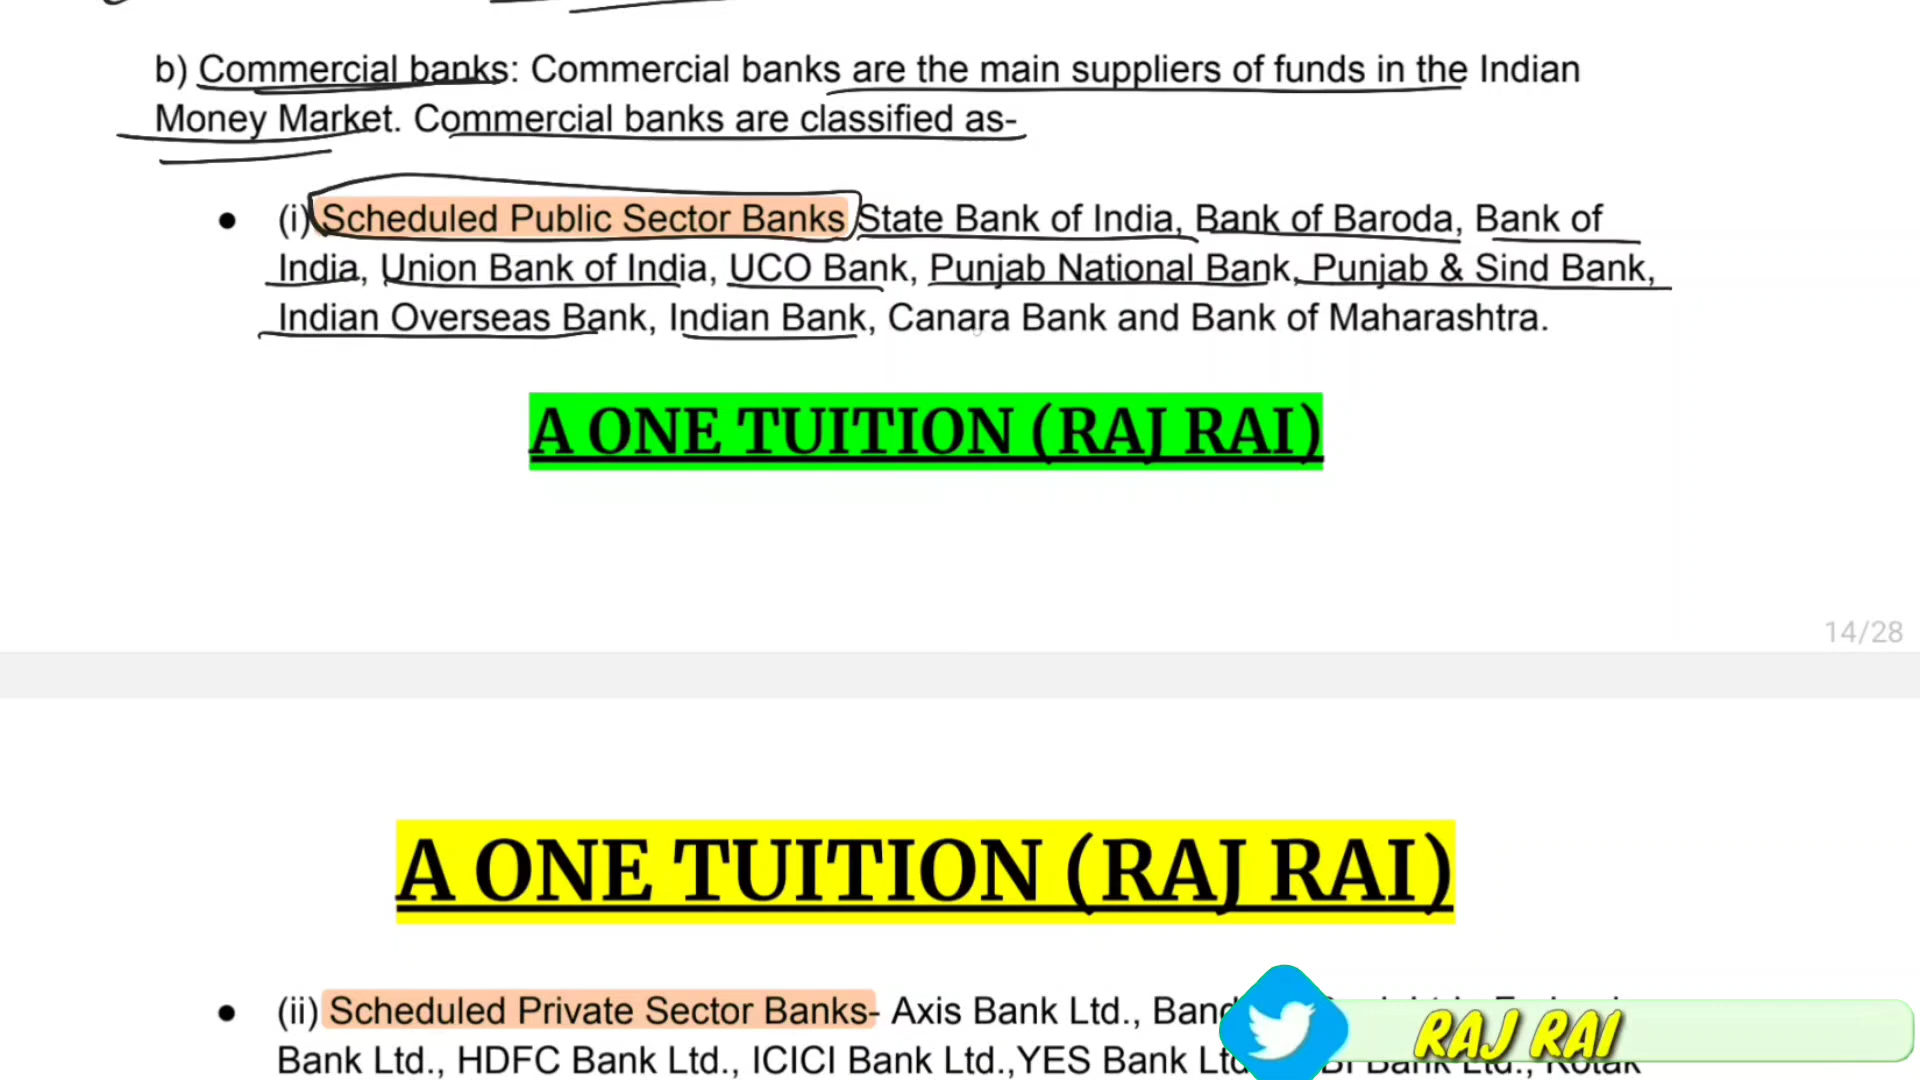 b) Commercial banks: Commercial banks are the main suppliers of funds in the Indian
Money Market. Commercial banks are classified as-
● (i) Scheduled Public Sector Banks State Bank of India, Bank of Baroda, Bank of
India, Union Bank of India, UCO Bank, Punjab National Bank, Punjab & Sind Bank,
Indian Overseas Bank, Indian Bank, Canara Bank and Bank of Maharashtra.
A ONE TUITION (RAJ RAI)
14/28
A ONE TUITION (RAJ RAI)
● (ii) Scheduled Private Sector Banks- Axis Bank Ltd.,
Bank Ltd., HDFC Bank Ltd., ICICI Bank Ltd.,YES Bank Bank Ltd., Kotak
RAJ RAI